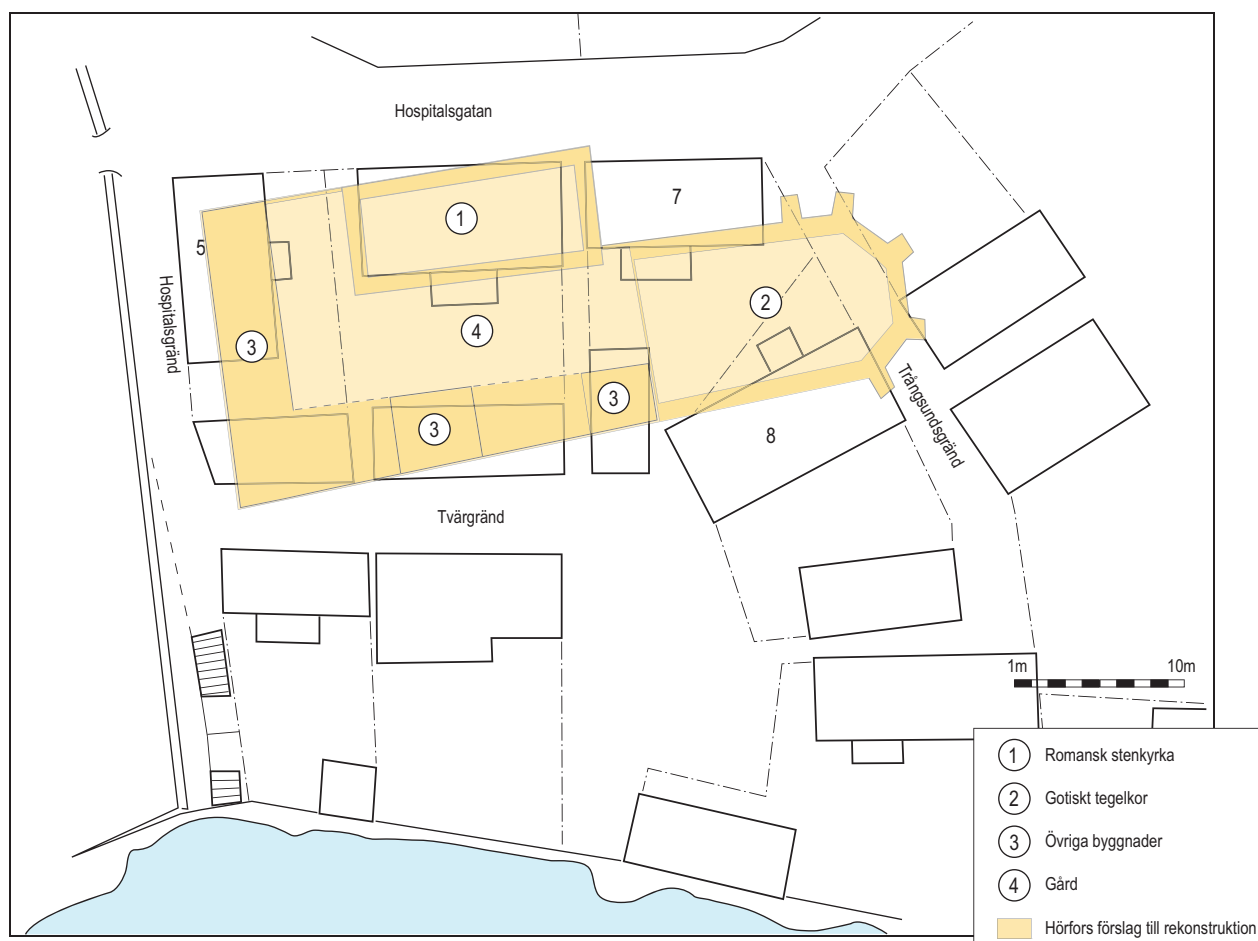 Hospitalsgatan
1
7
5
Hospitalsgränd
2
3
4
3
3
Trångsundsgränd
8
Tvärgränd
1m 10m
1 Romansk stenkyrka
2 Gotiskt tegelkor
3 Övriga byggnader
4 Gård
Hörfors förslag till rekonstruktion